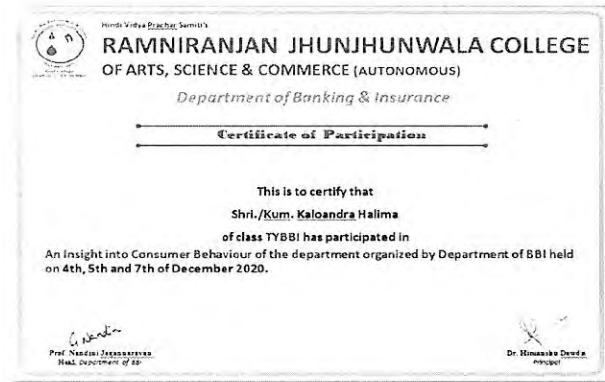 Hindi Vidya Prachar Samiti's
RAMNIRANJAN JHUNJHUNWALA COLLEGE
OF ARTS, SCIENCE & COMMERCE (AUTONOMOUS)
Department of Banking & Insurance
Certificate of Participation
This is to certify that
Shri./Kum. Kaloandra Halima
of class TYBBI has participated in
An Insight into Consumer Behaviour of the department organized by Department of BBI held
on 4th, 5th and 7th of December 2020.
Prof. Nandini Jagannarayan
Head, Department of BBI
Dr. Himanshu Dawda
Principal